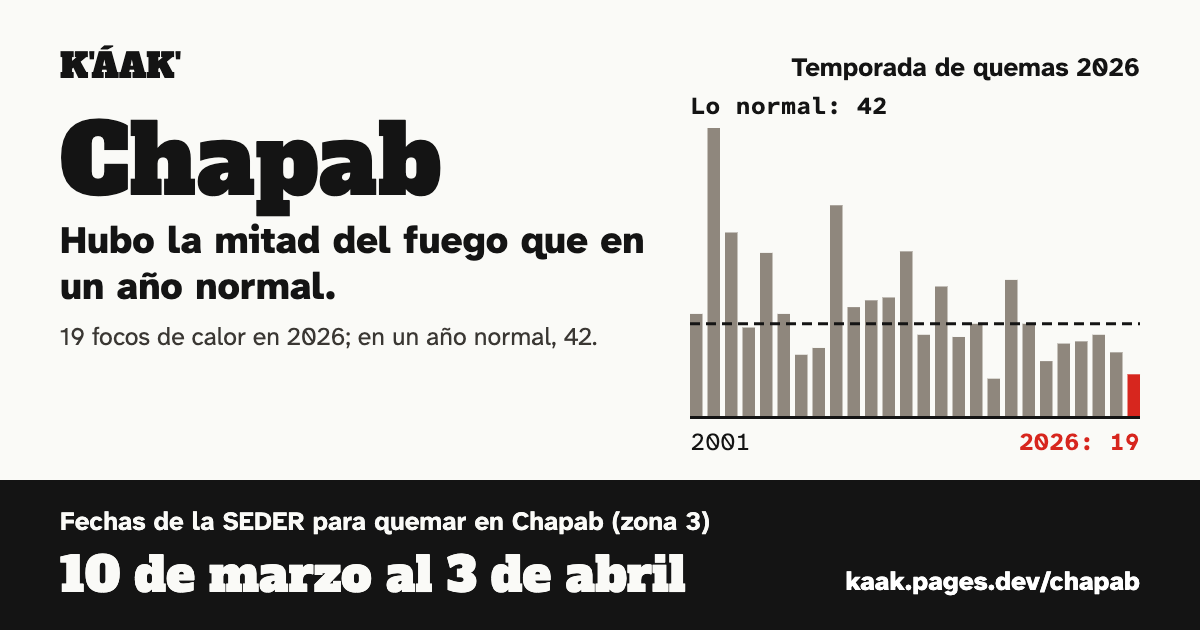 K'ÁAK'
Temporada de quemas 2026
Lo normal: 42
Chapab
Hubo la mitad del fuego que en
un año normal.
19 focos de calor en 2026; en un año normal, 42.
2001
2026: 19
Fechas de la SEDER para quemar en Chapab (zona 3)
10 de marzo al 3 de abril
kaak.pages.dev/chapab